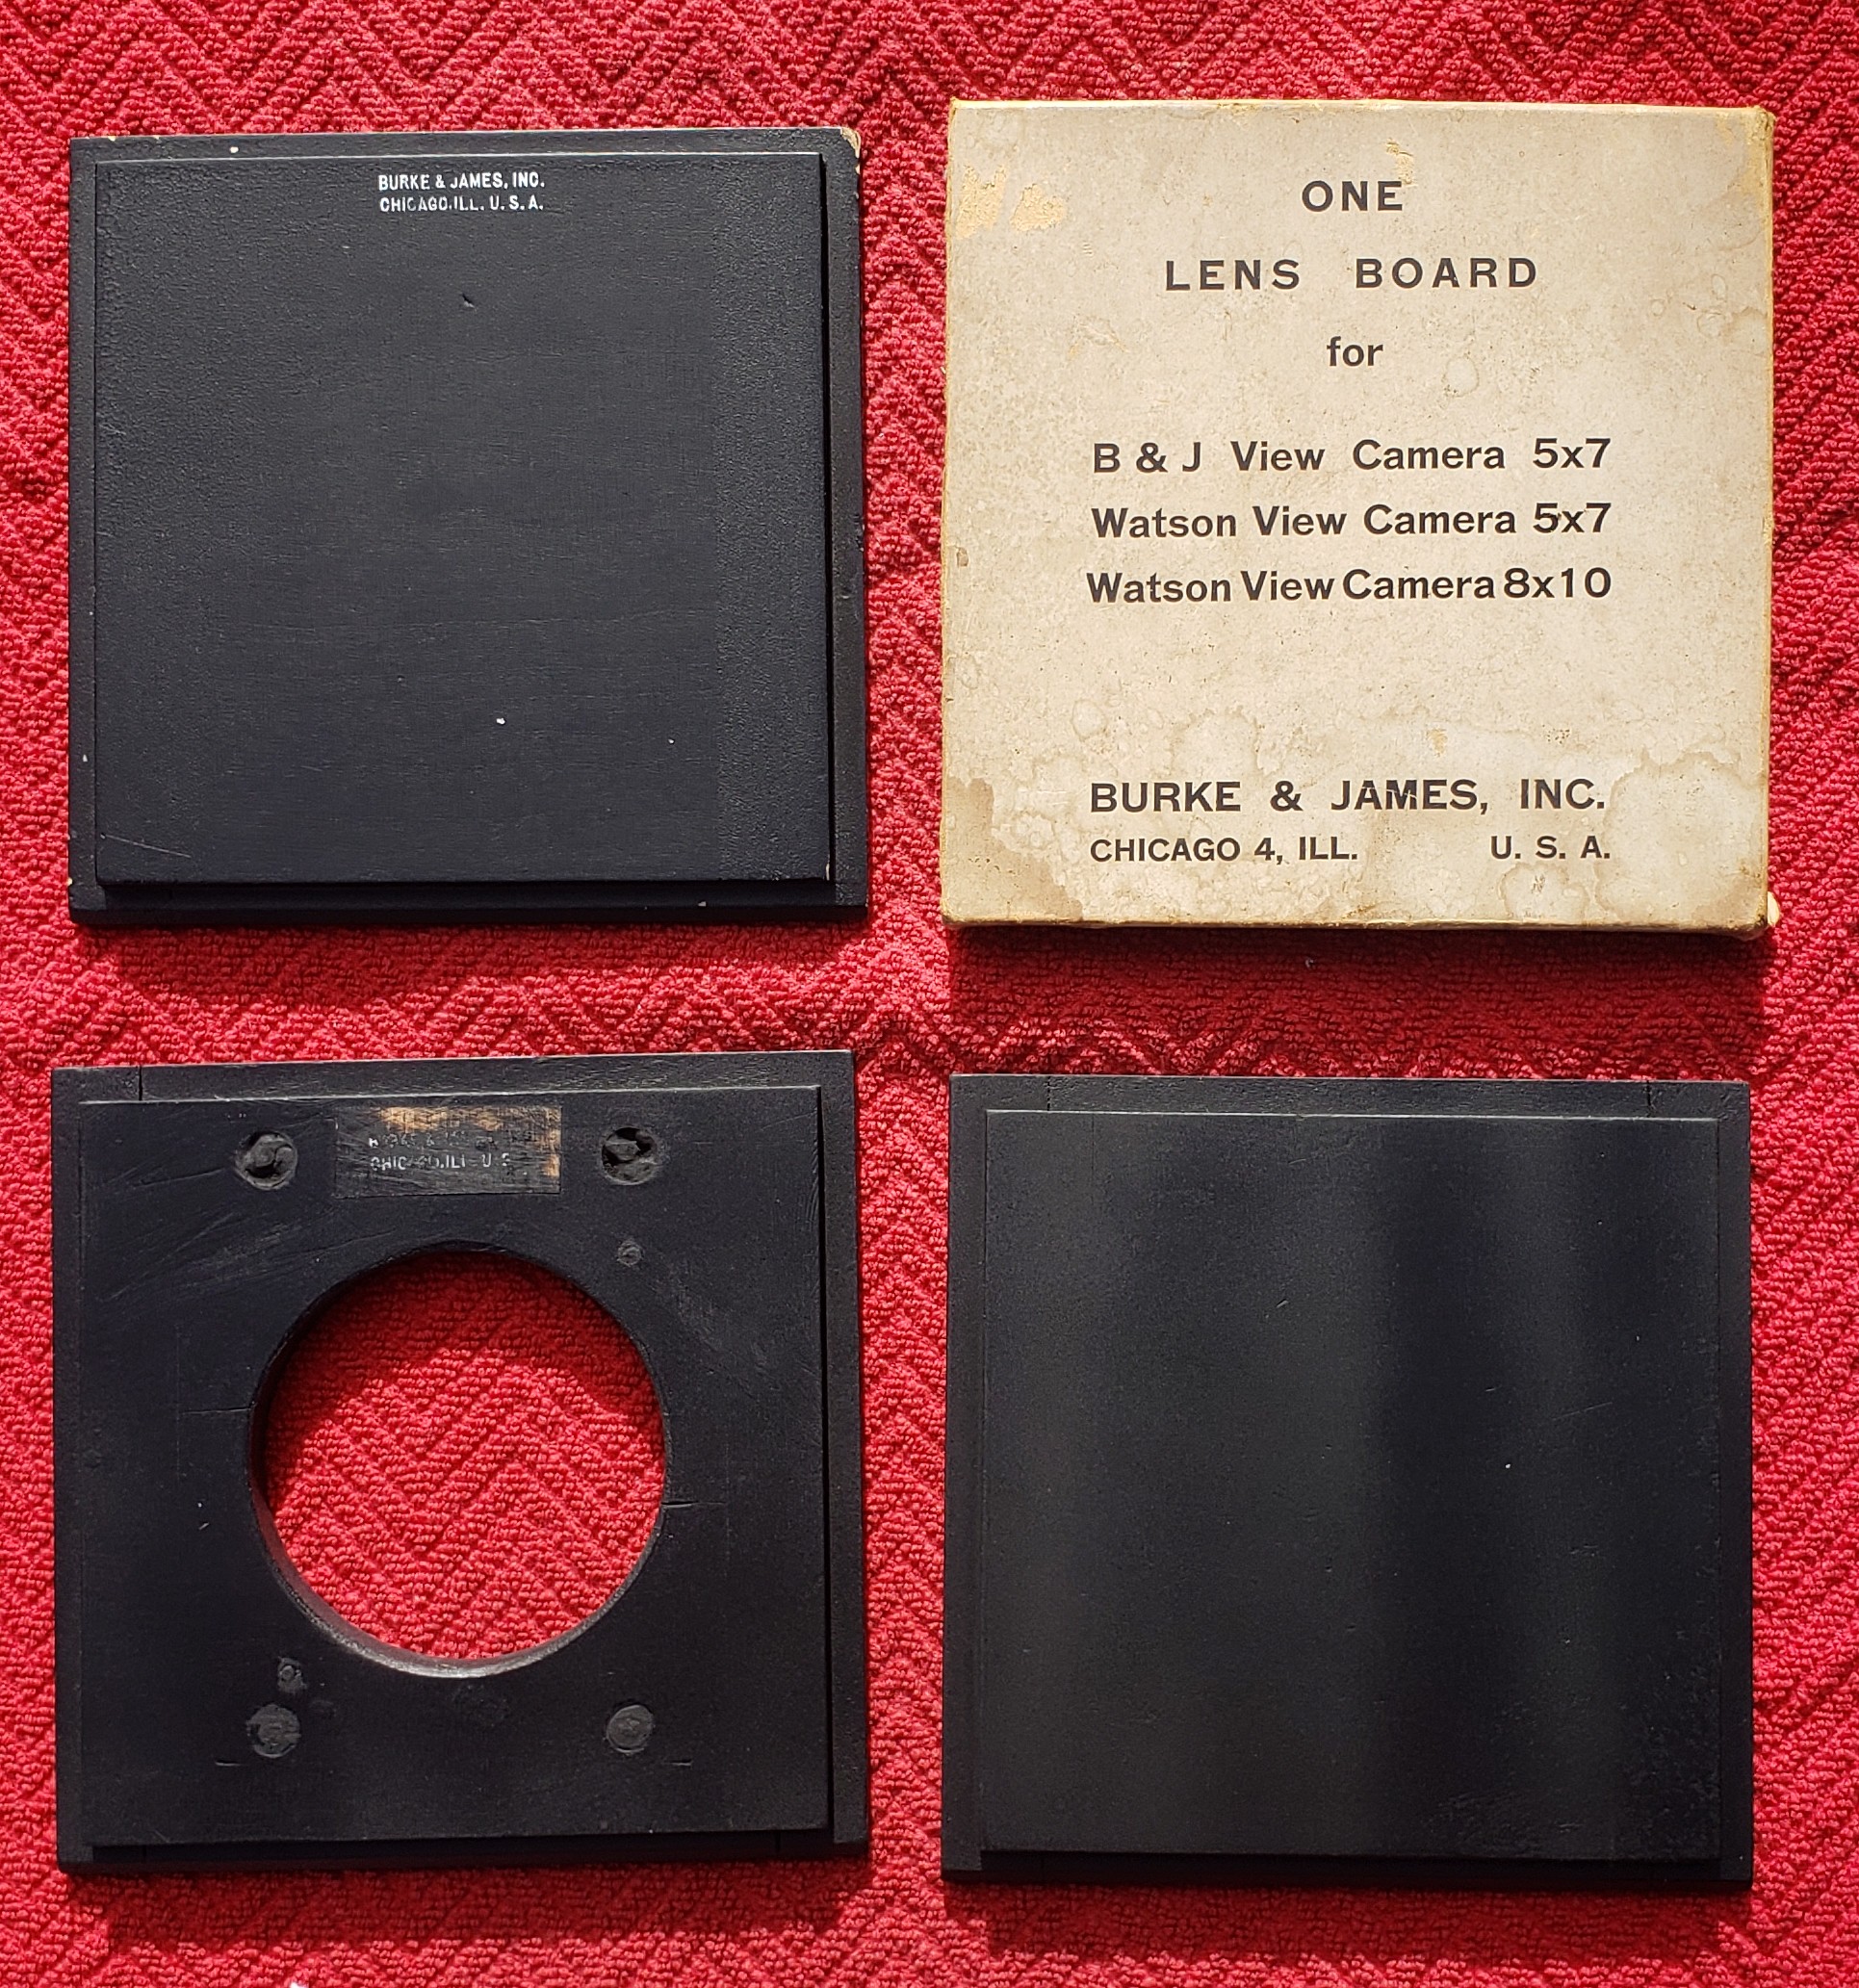 BURKE & JAMES, INC.
CHICAGO.ILL. U. S. A.
ONE
LENS BOARD
for
B & J View Camera 5x7
Watson View Camera 5x7
Watson View Camera 8x10
BURKE & JAMES, INC.
CHICAGO 4, ILL. U. S. A.